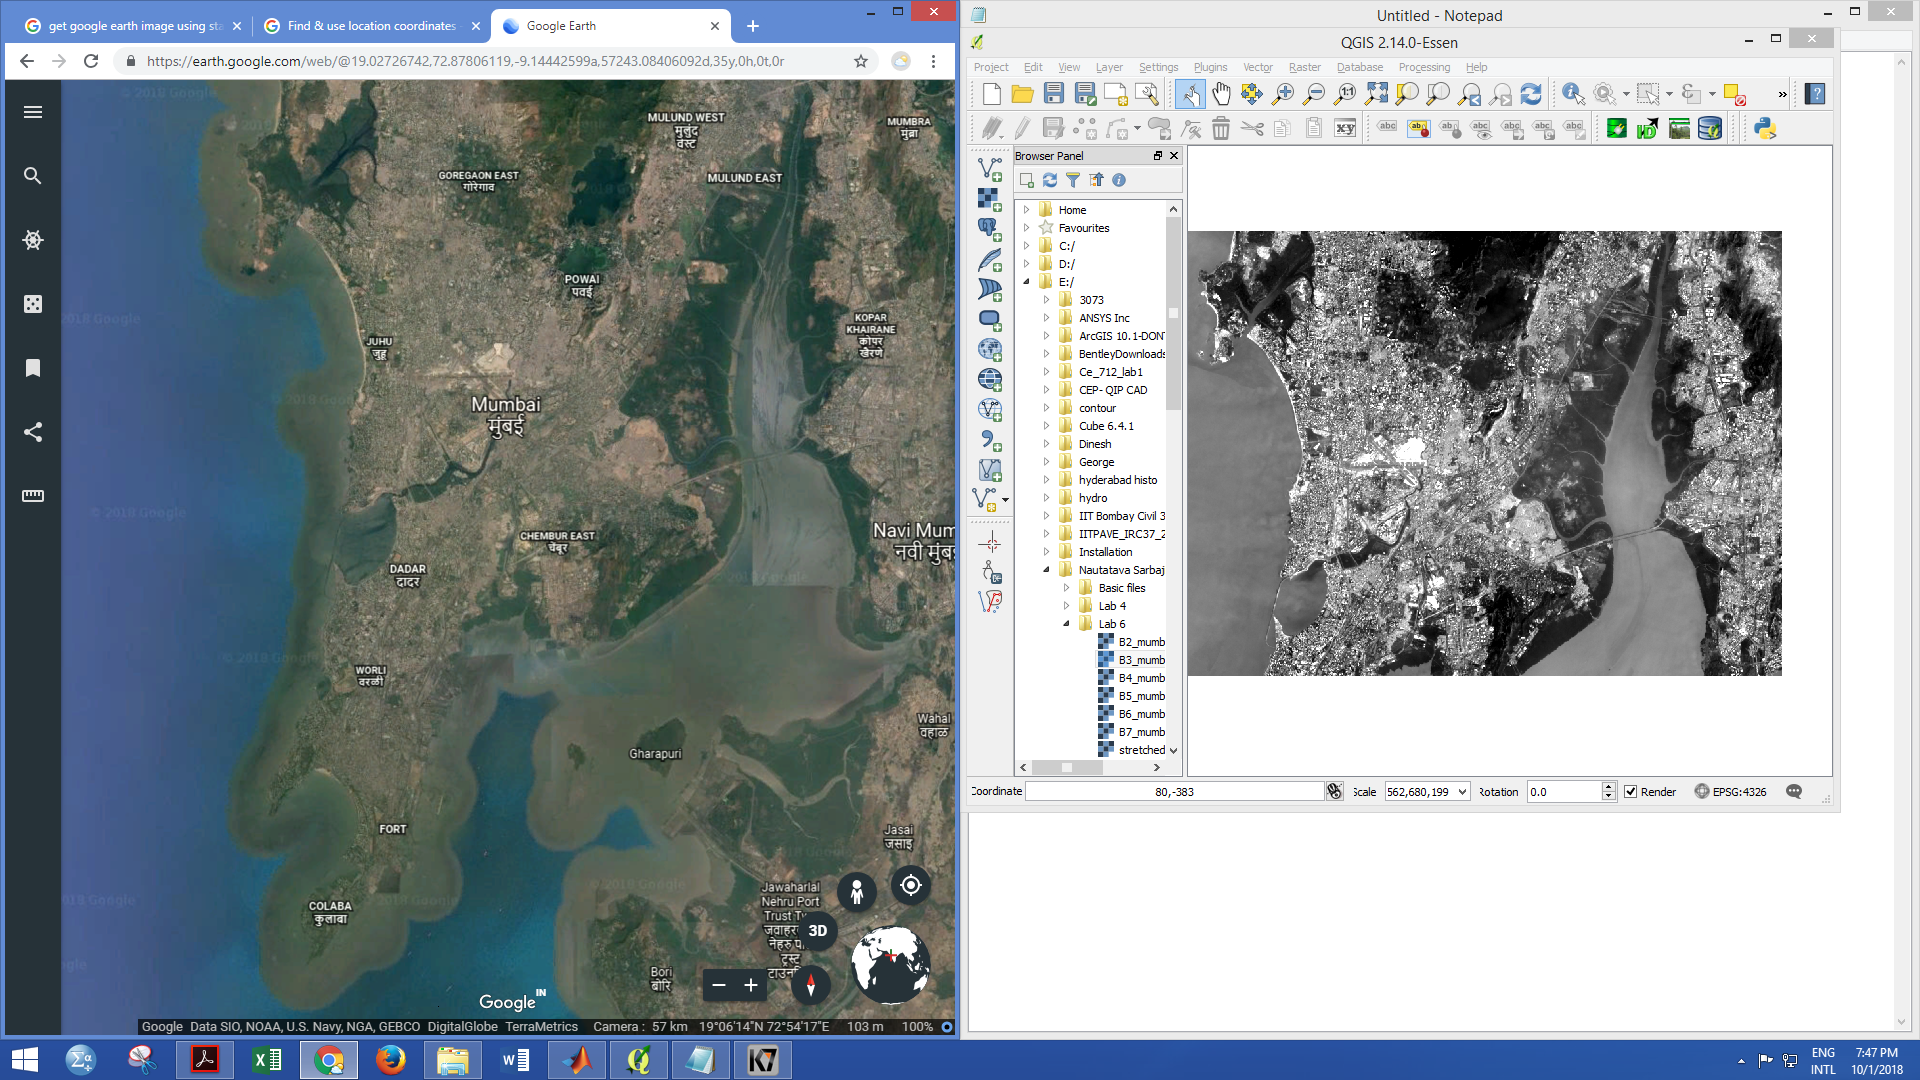 get google earth image using sta
Find & use location coordinates
Google Earth
https://earth.google.com/web/@19.02726742,72.87806119,-9.14442599a,57243.08406092d,35y,0h,0t,0r
© 2018 Google
MULUND WEST
मुलुंड
वेस्ट
MUMBRA
मुंब्रा
GOREGAON EAST
गोरेगाव
MULUND EAST
POWAI
पवई
KOPAR
KHAIRANE
कोपर
खैरणे
JUHU
जुहू
Mumbai
मुंबई
CHEMBUR EAST
चेंबूर
Navi Mum
नवी मुंब
DADAR
दादर
WORLI
वरळी
Wahal
वहाळ
Gharapuri
FORT
Jasai
जसाई
COLABA
कुलाबा
Jawaharlal
Nehru Port
Trust T
जवाहर
नेहरू प
ट्रस्ट
3D
Bori
बोरि
Google IN
Google Data SIO, NOAA, U.S. Navy, NGA, GEBCO DigitalGlobe TerraMetrics Camera : 57 km 19°06'14"N 72°54'17"E 103 m 100%
Untitled - Notepad
QGIS 2.14.0-Essen
Project Edit View Layer Settings Plugins Vector Raster Database Processing Help
Browser Panel
Home
Favourites
C:/
D:/
E:/
3073
ANSYS Inc
ArcGIS 10.1-DON
BentleyDownloads
Ce_712_lab1
CEP- QIP CAD
contour
Cube 6.4.1
Dinesh
George
hyderabad histo
hydro
IIT Bombay Civil 3
IITPAVE_IRC37_2
Installation
Nautatava Sarbaj
Basic files
Lab 4
Lab 6
B2_mumb
B3_mumb
B4_mumb
B5_mumb
B6_mumb
B7_mumb
stretched
Coordinate 80,-383 Scale 562,680,199 Rotation 0.0 Render EPSG:4326
ENG
INTL
7:47 PM
10/1/2018